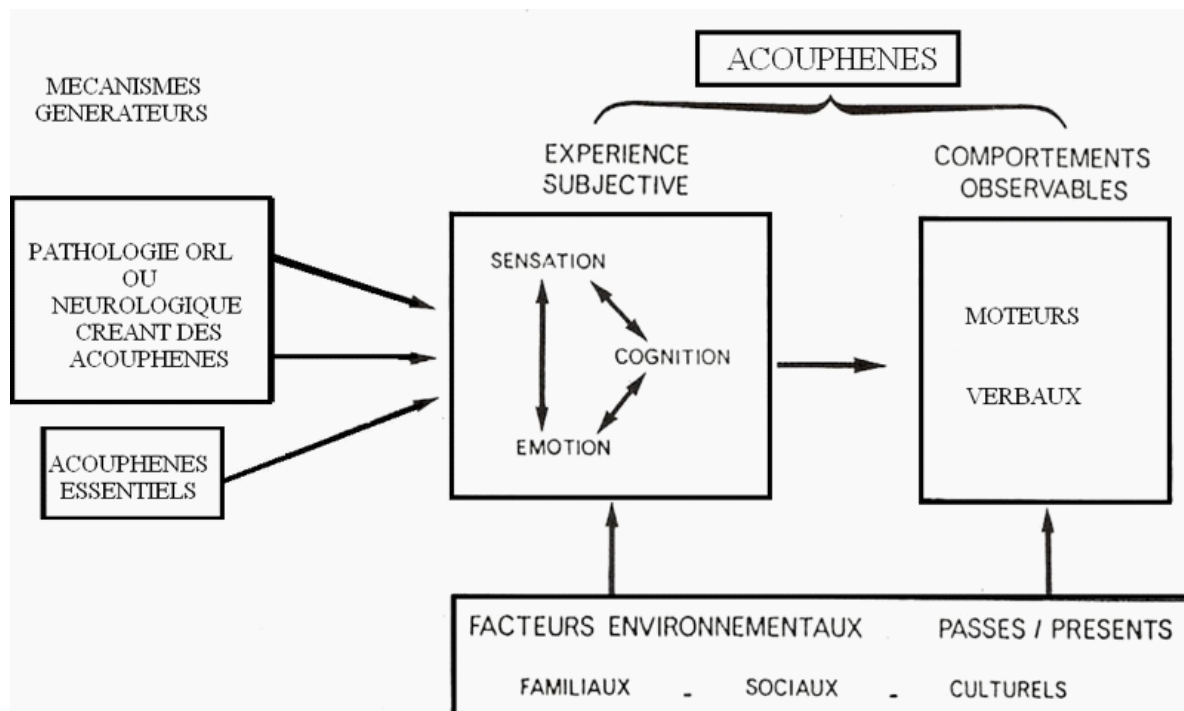 ACOUPHENES
MECANISMES
GENERATEURS
EXPERIENCE
SUBJECTIVE
COMPORTEMENTS
OBSERVABLES
PATHOLOGIE ORL
OU
NEUROLOGIQUE
CREANT DES
ACOUPHENES
ACOUPHENES
ESSENTIELS
SENSATION
COGNITION
EMOTION
MOTEURS
VERBAUX
FACTEURS ENVIRONNEMENTAUX PASSES / PRESENTS
FAMILIAUX - SOCIAUX - CULTURELS